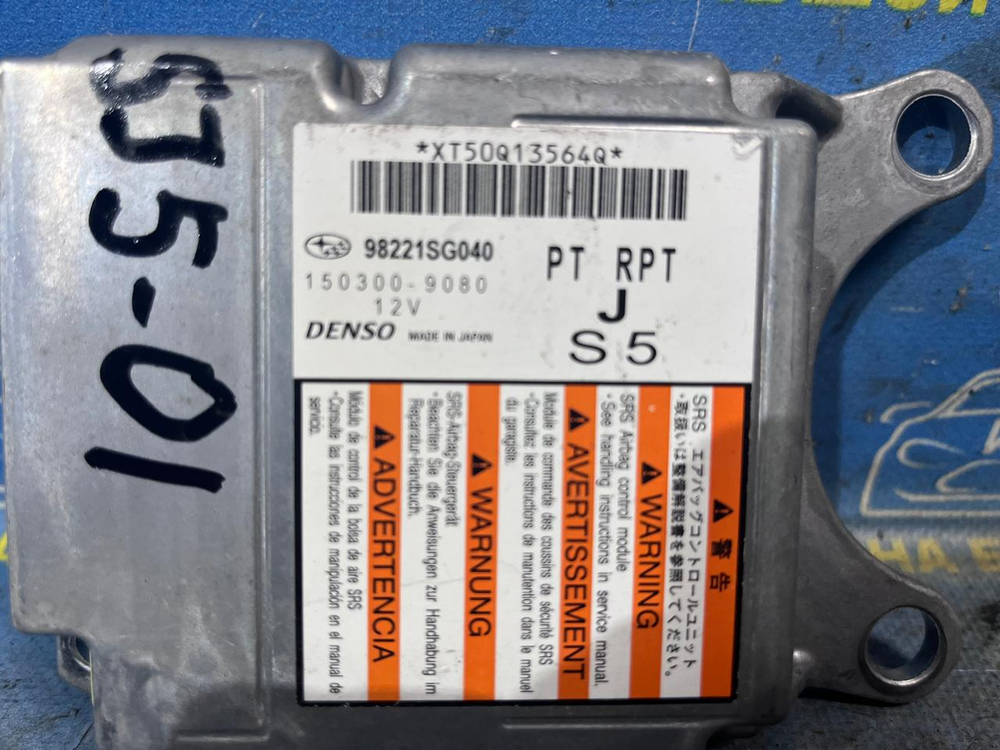 SJ5-01
*XT50Q13564Q*
98221SG040
PT RPT
150300-9080
J
12V
S5
DENSO MADE IN JAPAN
警告
SRS エアバッグコントロールユニット
・取扱いは整備解説書を参照してください。
WARNING
SRS Airbag control module
・See handling instructions in service manual.
AVERTISSEMENT
Module de commande des coussins de sécurité SRS
・Consultez les instructions de manutention dans le manuel
du garagiste.
WARNUNG
SRS-Airbag-Steuergerät
・Beachten Sie die Anweisungen zur Handhabung im
Reparatur-Handbuch.
ADVERTENCIA
Módulo de control de la bolsa de aire SRS
・Consulte las instrucciones de manipulación en el manual de
servicio.